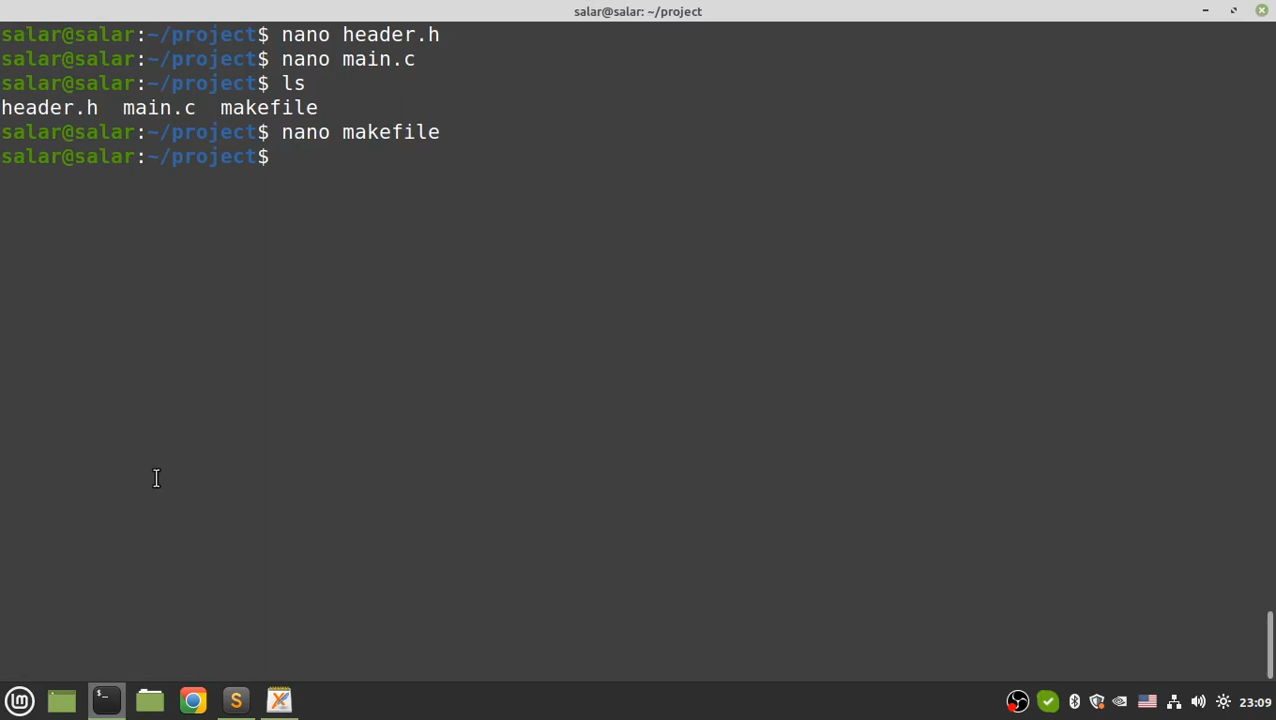 salar@salar: ~/project
salar@salar:~/project$ nano header.h
salar@salar:~/project$ nano main.c
salar@salar:~/project$ ls
header.h  main.c  makefile
salar@salar:~/project$ nano makefile
salar@salar:~/project$
$_
S
23:09